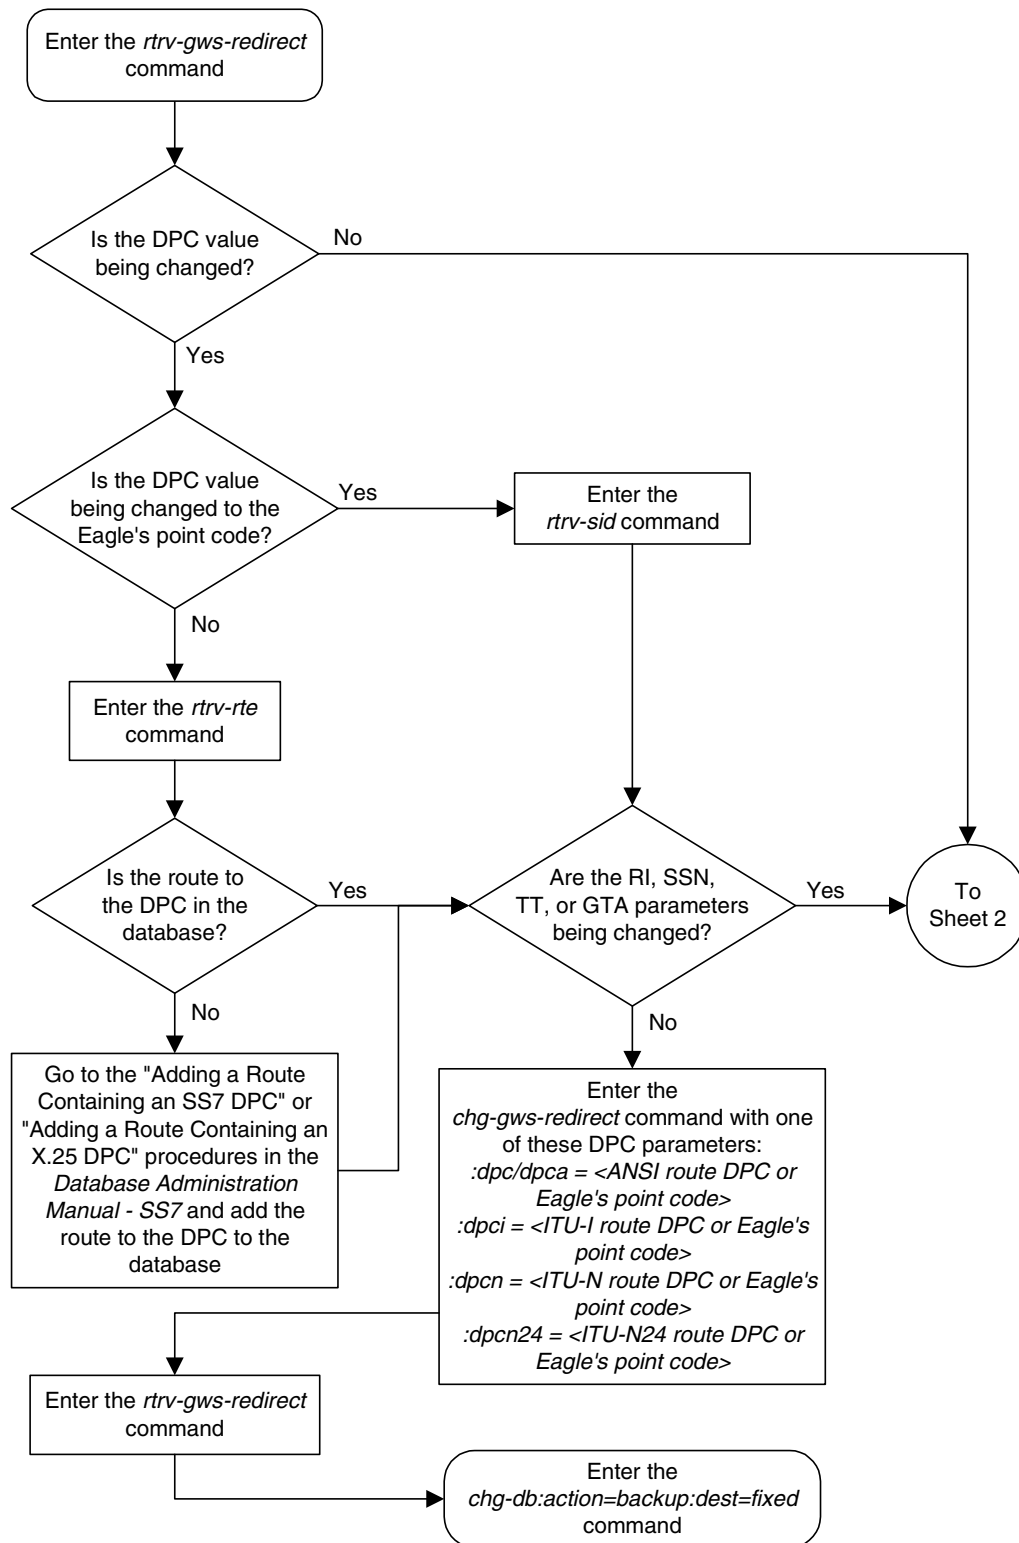 Enter the rtrv-gws-redirect
command
Is the DPC value
being changed?
No
Yes
Is the DPC value
being changed to the
Eagle's point code?
Yes
Enter the
rtrv-sid command
No
Enter the rtrv-rte
command
Is the route to
the DPC in the
database?
Yes
Are the RI, SSN,
TT, or GTA parameters
being changed?
Yes
To
Sheet 2
No
No
Go to the "Adding a Route
Containing an SS7 DPC" or
"Adding a Route Containing an
X.25 DPC" procedures in the
Database Administration
Manual - SS7 and add the
route to the DPC to the
database
Enter the
chg-gws-redirect command with one
of these DPC parameters:
:dpc/dpca = <ANSI route DPC or
Eagle's point code>
:dpci = <ITU-I route DPC or Eagle's
point code>
:dpcn = <ITU-N route DPC or Eagle's
point code>
:dpcn24 = <ITU-N24 route DPC or
Eagle's point code>
Enter the rtrv-gws-redirect
command
Enter the
chg-db:action=backup:dest=fixed
command